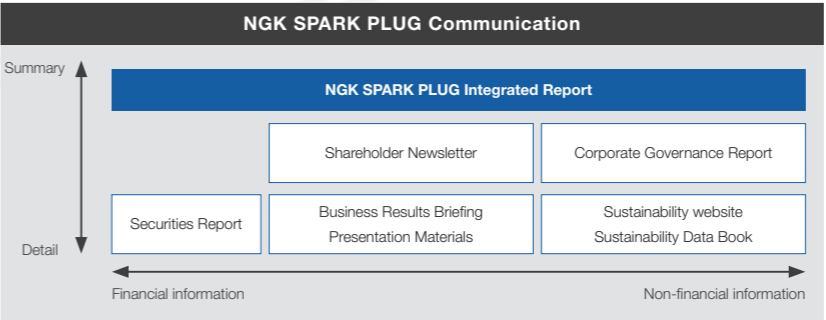 NGK SPARK PLUG Communication
Summary
NGK SPARK PLUG Integrated Report
Shareholder Newsletter
Corporate Governance Report
Securities Report
Business Results Briefing
Presentation Materials
Sustainability website
Sustainability Data Book
Detail
Financial information
Non-financial information